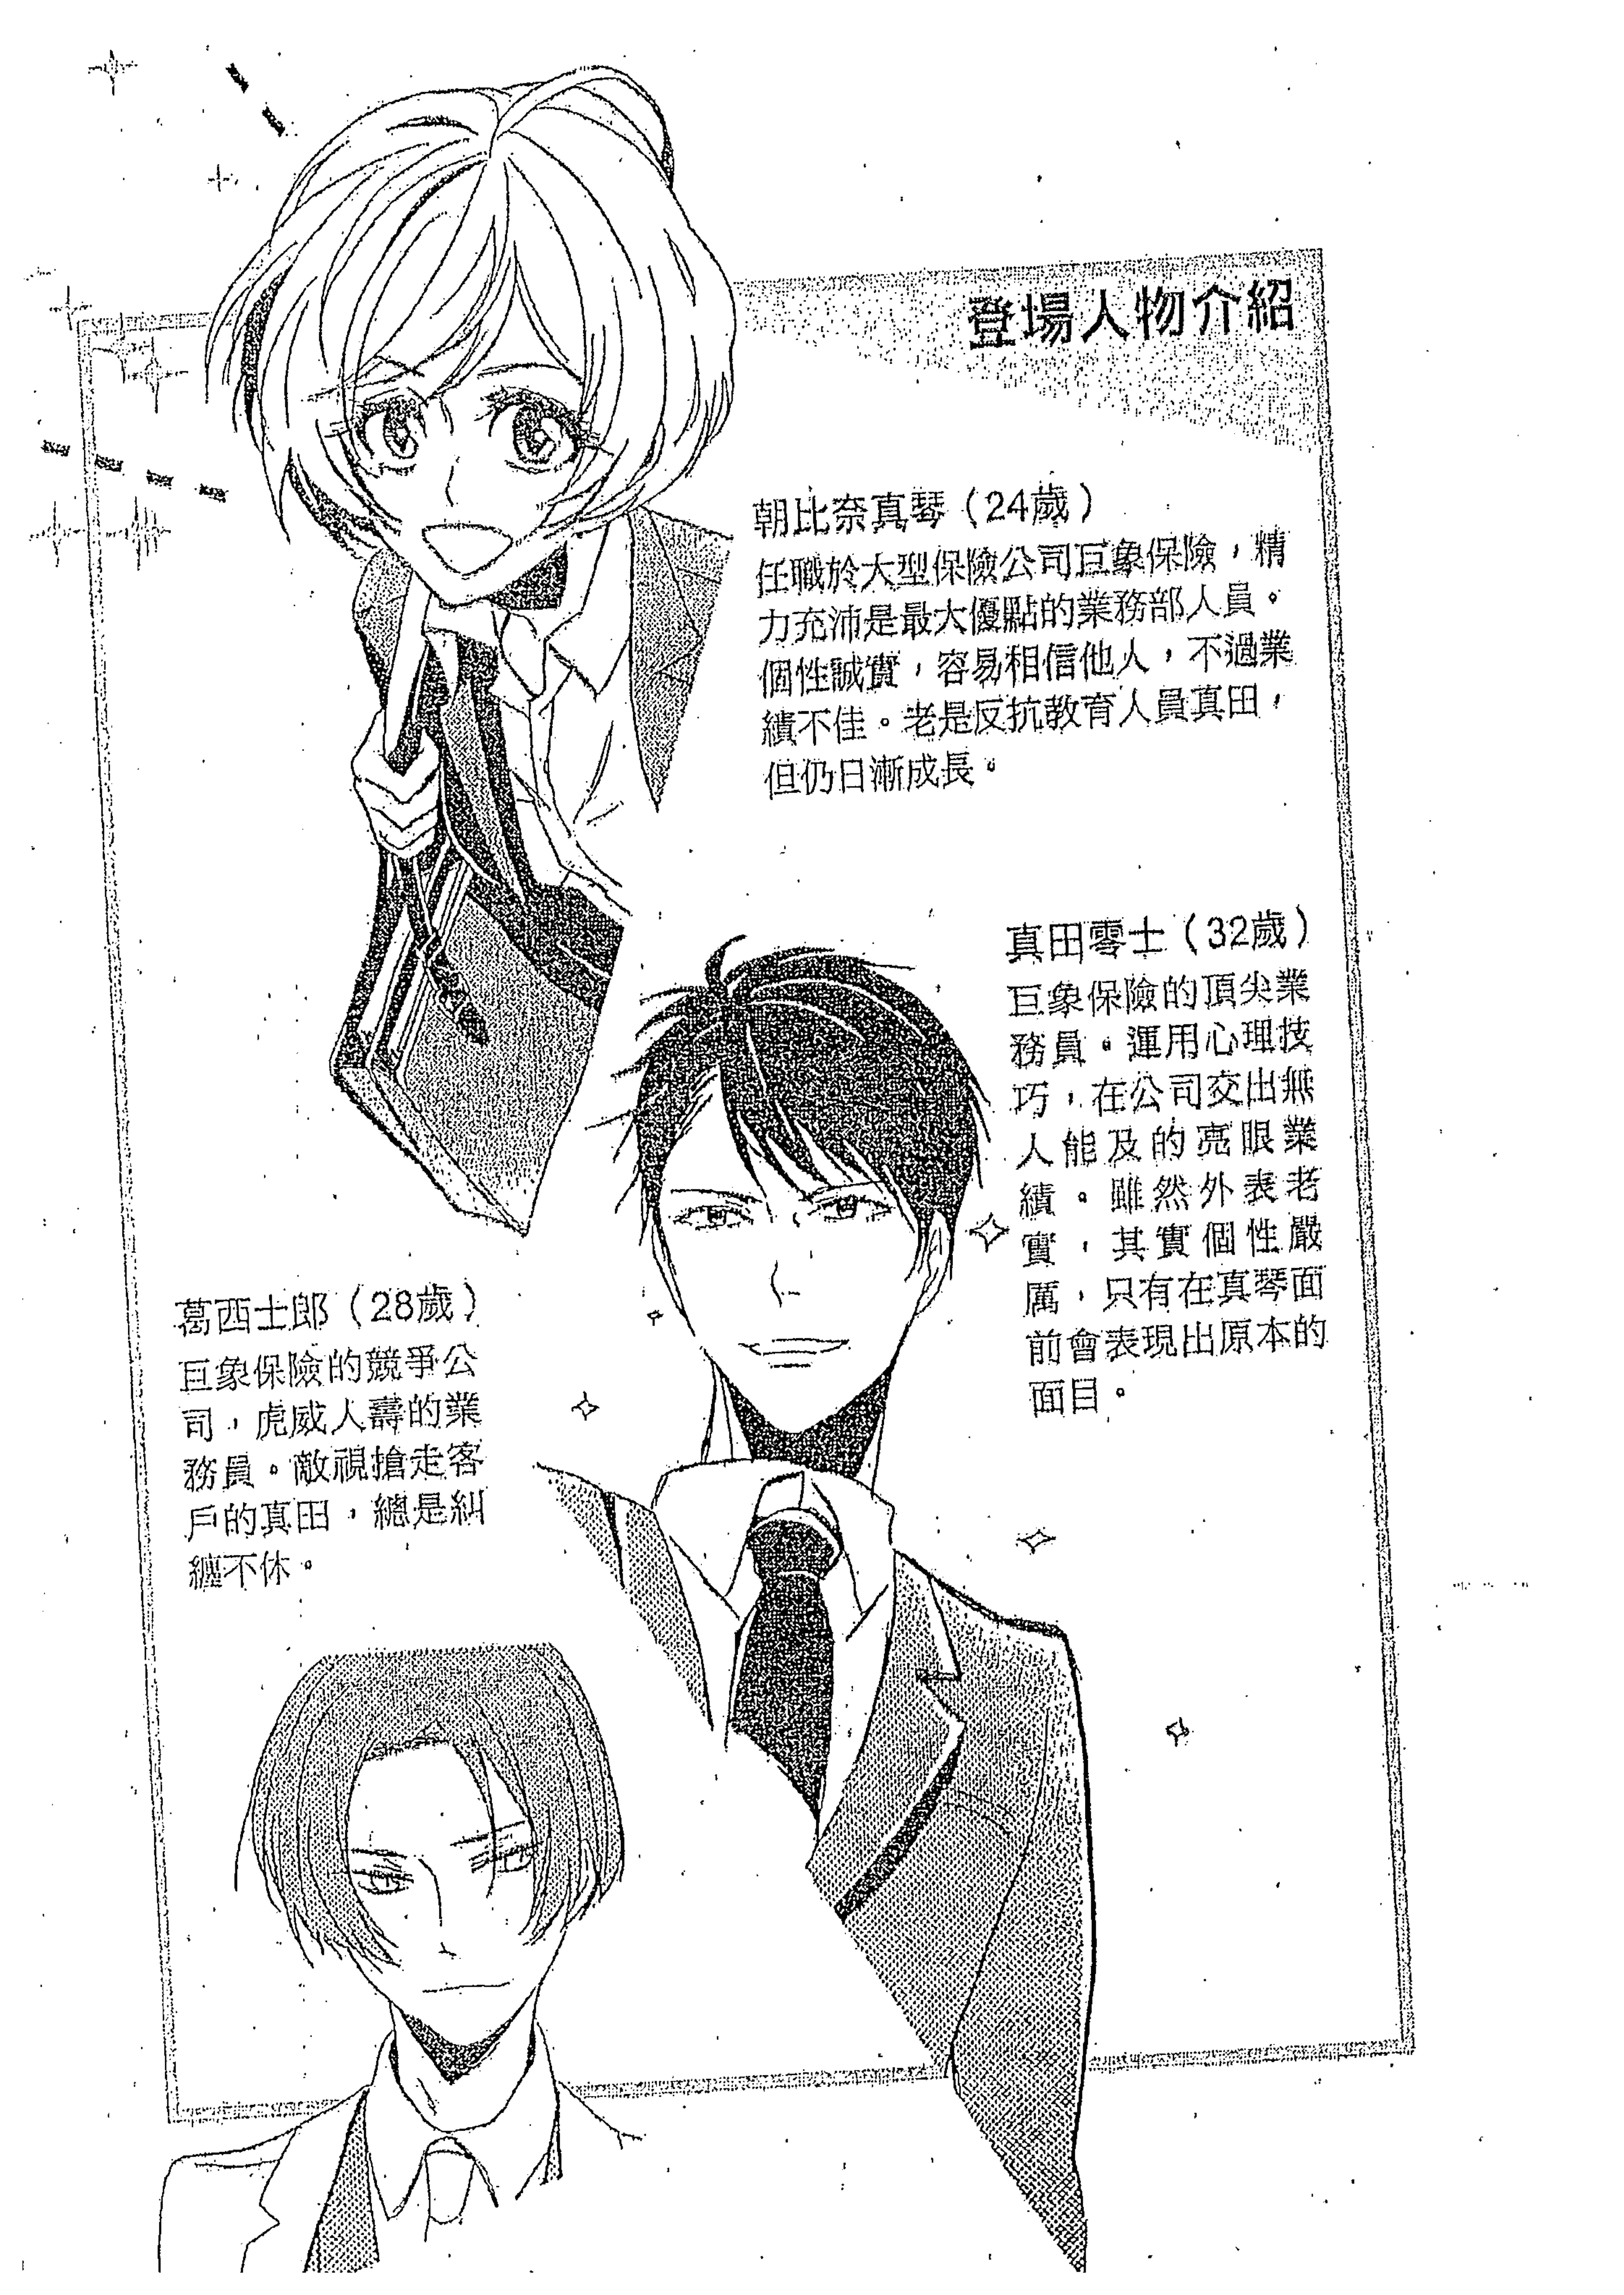 登場人物介紹
朝比奈真琴（24歲）
任職於大型保險公司巨象保險，精
力充沛是最大優點的業務部人員。
個性誠實，容易相信他人，不過業
績不佳。老是反抗教育人員真田，
但仍日漸成長。
真田零士（32歲）
巨象保險的頂尖業
務員。運用心理技
巧，在公司交出無
人能及的亮眼業
績。雖然外表老
實，其實個性嚴
厲，只有在真琴面
前會表現出原本的
面目。
葛西士郎（28歲）
巨象保險的競爭公
司，虎威人壽的業
務員。敵視搶走客
戶的真田，總是糾
纏不休。